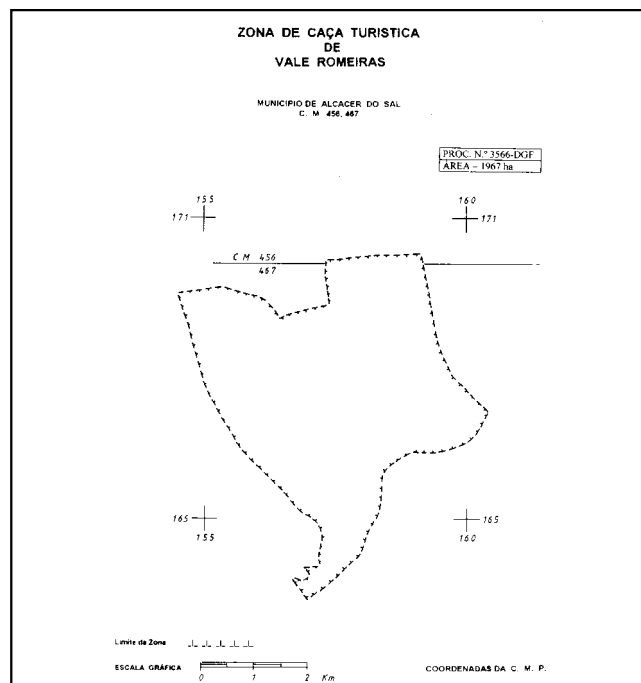 ZONA DE CAÇA TURISTICA
DE
VALE ROMEIRAS
MUNICIPIO DE ALCACER DO SAL
C. M. 456, 467
PROC. N.º 3566-DGF
ÁREA – 1967 ha
155
171
160
171
C M 456
467
165
155
165
160
Limite da Zona
ESCALA GRÁFICA
0 1 2 Km
COORDENADAS DA C. M. P.